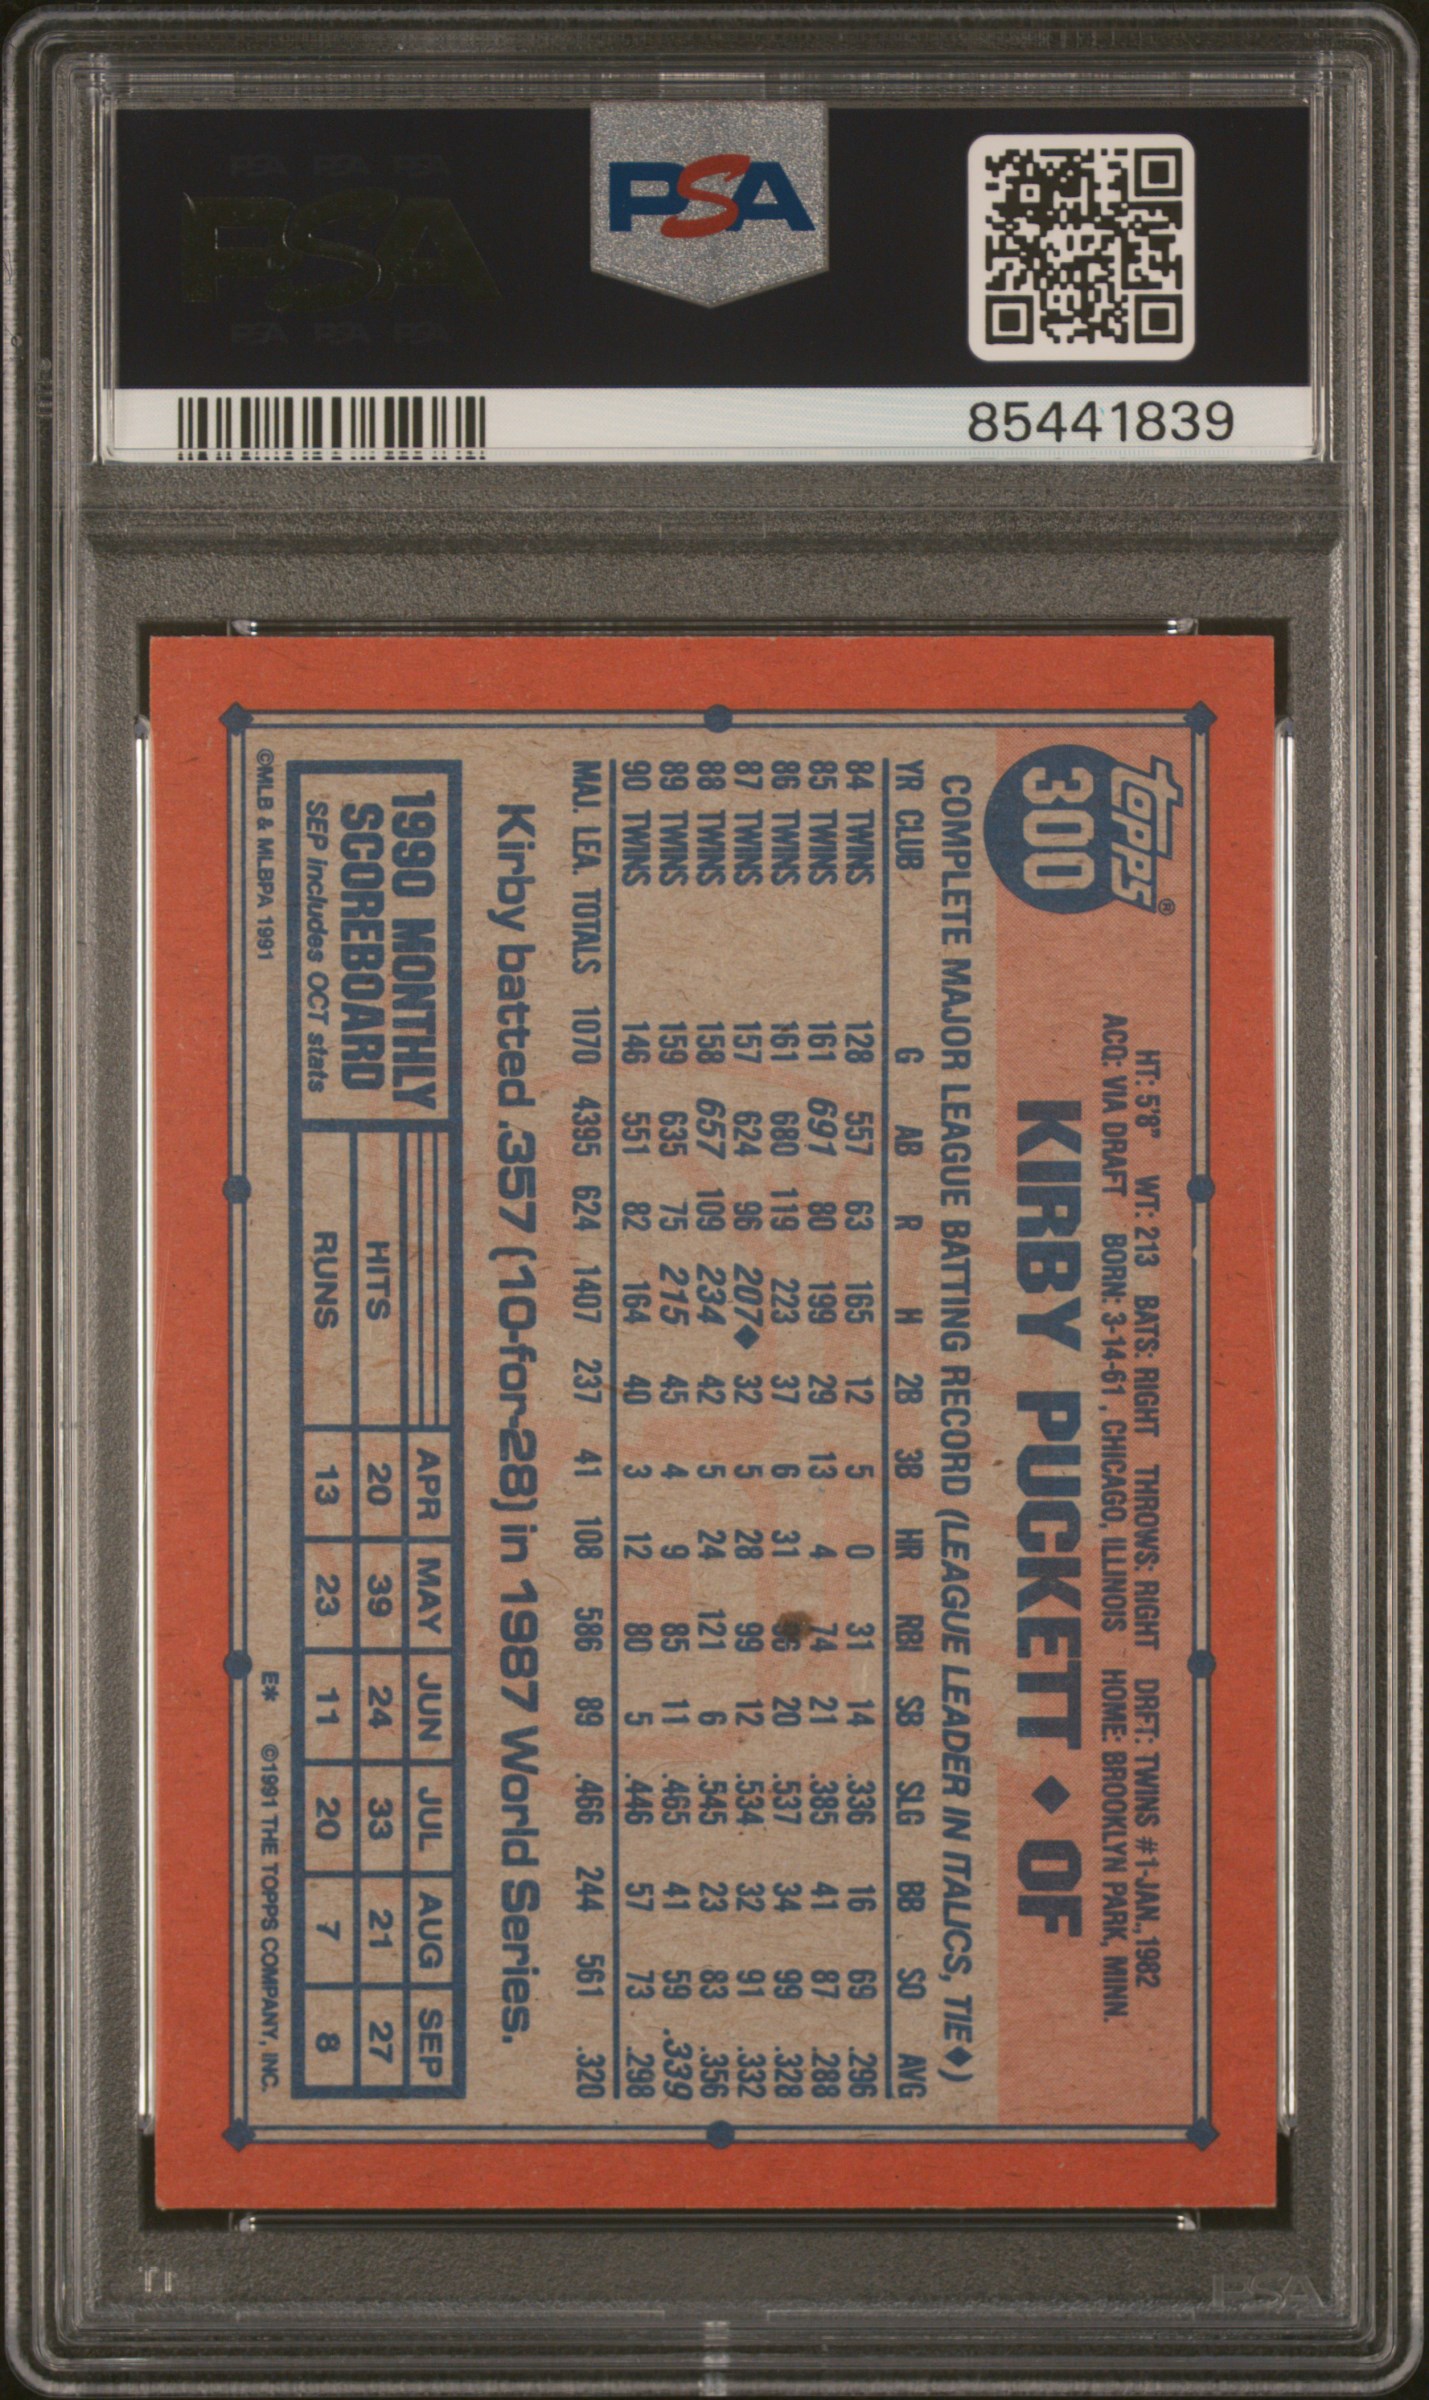 PSA
PSA PSA PSA
PSA
PSA PSA PSA
85441839
Topps®
300
HT: 5'8" WT: 213 BATS: RIGHT THROWS: RIGHT DRFT: TWINS #1-JAN., 1982
ACQ: VIA DRAFT BORN: 3-14-61, CHICAGO, ILLINOIS HOME: BROOKLYN PARK, MINN.
KIRBY PUCKETT ◆ OF
COMPLETE MAJOR LEAGUE BATTING RECORD (LEAGUE LEADER IN ITALICS, TIE◆)
YR CLUB G AB R H 2B 3B HR RBI SB SLG BB SO AVG
84 TWINS 128 557 63 165 12 5 0 31 14 .336 16 69 .296
85 TWINS 161 691 80 199 29 13 4 74 21 .385 41 87 .288
86 TWINS 161 680 119 223 37 6 31 96 20 .537 34 99 .328
87 TWINS 157 624 96 207◆ 32 5 28 99 12 .534 32 91 .332
88 TWINS 158 657 109 234 42 5 24 121 6 .545 23 83 .356
89 TWINS 159 635 75 215 45 4 9 85 11 .465 41 59 .339
90 TWINS 146 551 82 164 40 3 12 80 5 .446 57 73 .298
MAJ. LEA. TOTALS 1070 4395 624 1407 237 41 108 586 89 .466 244 561 .320
Kirby batted .357 (10-for-28) in 1987 World Series.
1990 MONTHLY
SCOREBOARD
SEP includes OCT stats
APR MAY JUN JUL AUG SEP
HITS 20 39 24 33 21 27
RUNS 13 23 11 20 7 8
©MLB & MLBPA 1991 E* ©1991 THE TOPPS COMPANY, INC.
PSA